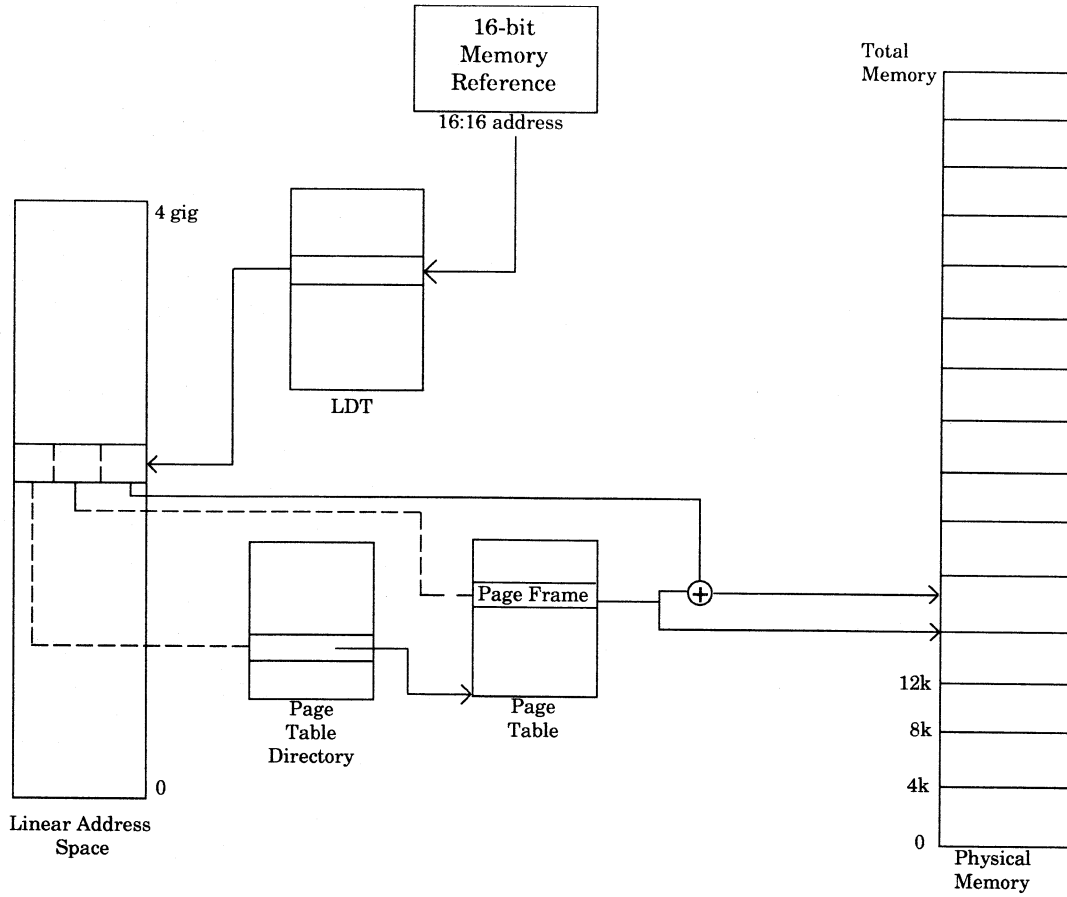 16-bit
Memory
Reference
16:16 address
Total
Memory
4 gig
LDT
Page Frame
12k
Page
Table
Directory
Page
Table
8k
4k
0
Linear Address
Space
0
Physical
Memory